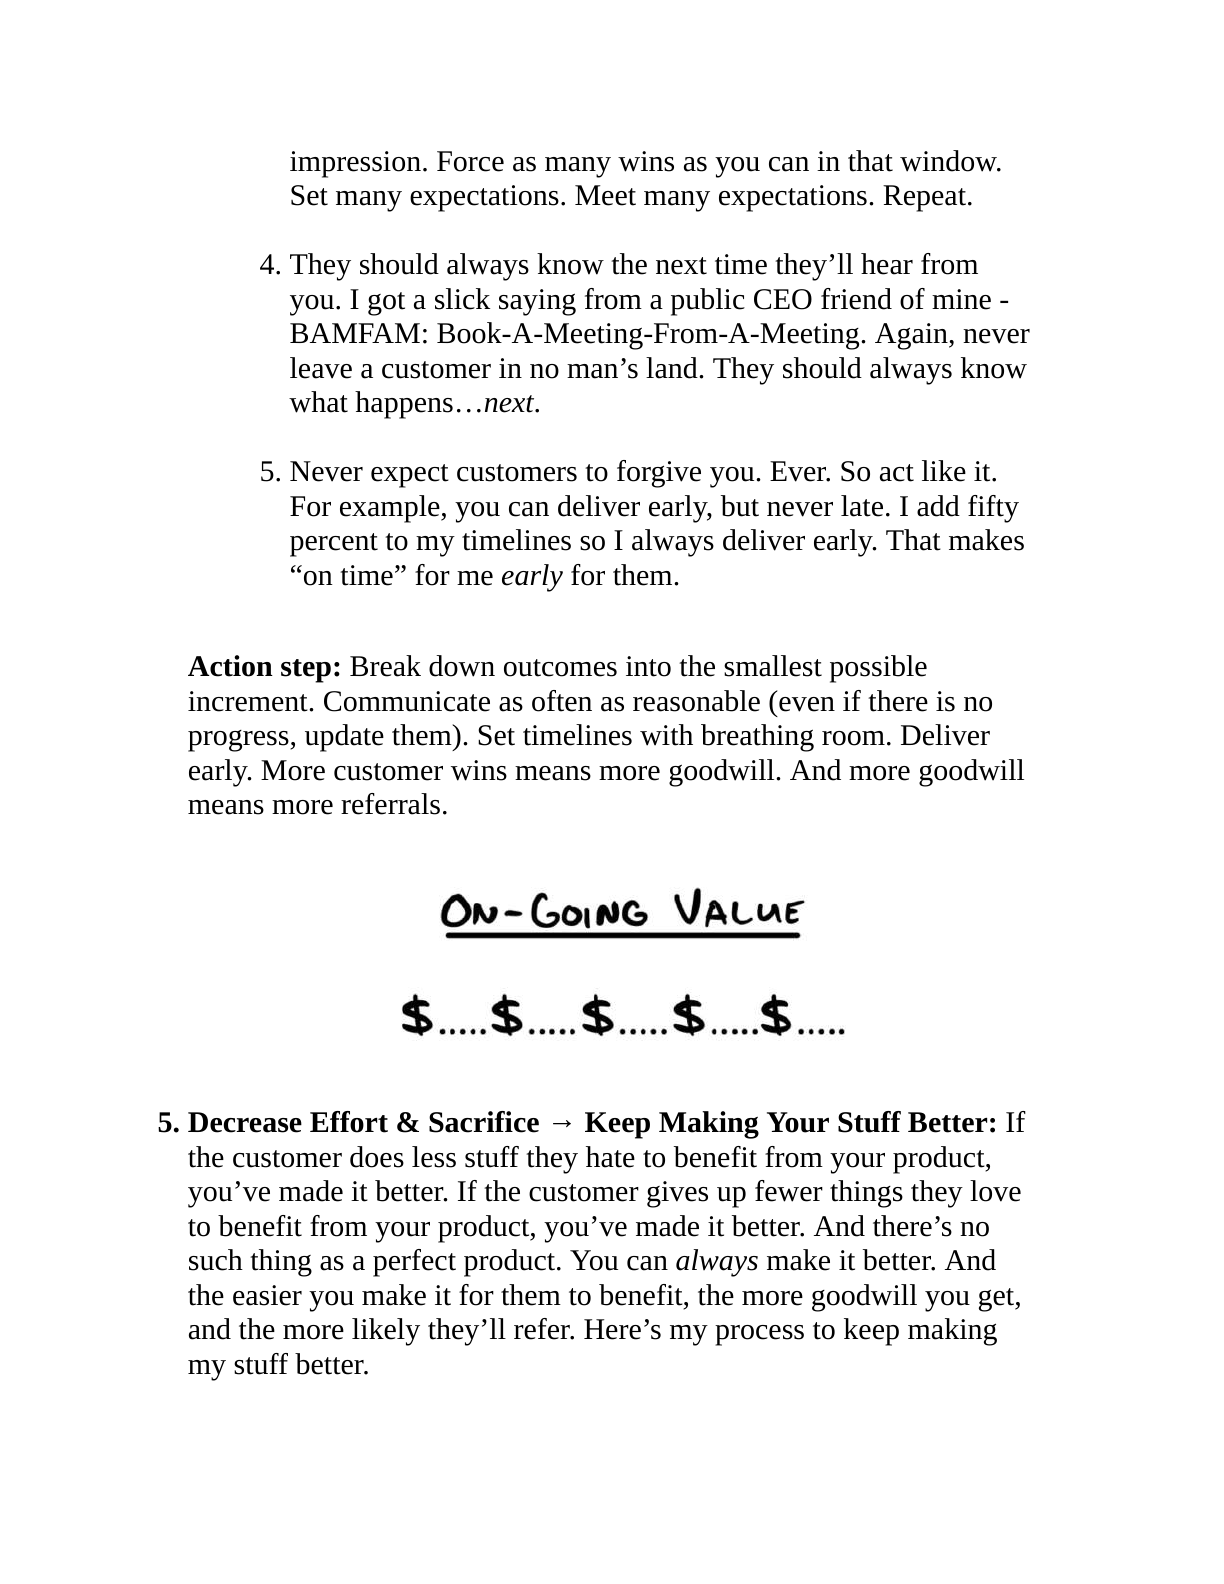 impression. Force as many wins as you can in that window.
Set many expectations. Meet many expectations. Repeat.
4. They should always know the next time they’ll hear from
you. I got a slick saying from a public CEO friend of mine -
BAMFAM: Book-A-Meeting-From-A-Meeting. Again, never
leave a customer in no man’s land. They should always know
what happens…next.
5. Never expect customers to forgive you. Ever. So act like it.
For example, you can deliver early, but never late. I add fifty
percent to my timelines so I always deliver early. That makes
“on time” for me early for them.
Action step: Break down outcomes into the smallest possible
increment. Communicate as often as reasonable (even if there is no
progress, update them). Set timelines with breathing room. Deliver
early. More customer wins means more goodwill. And more goodwill
means more referrals.
ON-GOING VALUE
$.....$.....$.....$.....$.....
5. Decrease Effort & Sacrifice → Keep Making Your Stuff Better: If
the customer does less stuff they hate to benefit from your product,
you’ve made it better. If the customer gives up fewer things they love
to benefit from your product, you’ve made it better. And there’s no
such thing as a perfect product. You can always make it better. And
the easier you make it for them to benefit, the more goodwill you get,
and the more likely they’ll refer. Here’s my process to keep making
my stuff better.